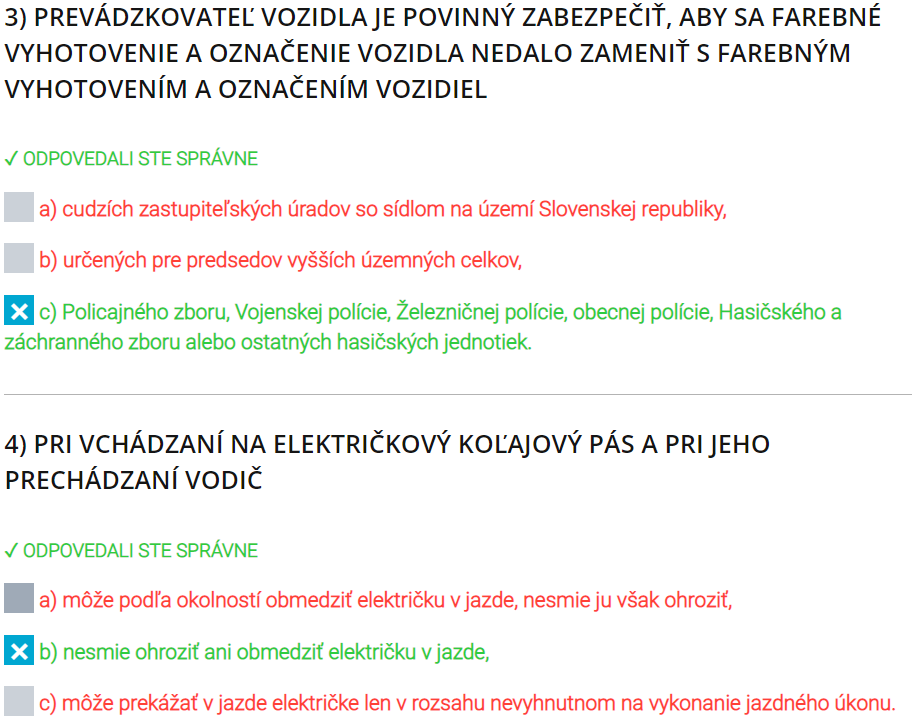 3) PREVÁDZKOVATEĽ VOZIDLA JE POVINNÝ ZABEZPEČIŤ, ABY SA FAREBNÉ
VYHOTOVENIE A OZNAČENIE VOZIDLA NEDALO ZAMENIŤ S FAREBNÝM
VYHOTOVENÍM A OZNAČENÍM VOZIDIEL
✓ ODPOVEDALI STE SPRÁVNE
a) cudzích zastupiteľských úradov so sídlom na území Slovenskej republiky,
b) určených pre predsedov vyšších územných celkov,
c) Policajného zboru, Vojenskej polície, Železničnej polície, obecnej polície, Hasičského a
záchranného zboru alebo ostatných hasičských jednotiek.
4) PRI VCHÁDZANÍ NA ELEKTRIČKOVÝ KOĽAJOVÝ PÁS A PRI JEHO
PRECHÁDZANÍ VODIČ
✓ ODPOVEDALI STE SPRÁVNE
a) môže podľa okolností obmedziť električku v jazde, nesmie ju však ohroziť,
b) nesmie ohroziť ani obmedziť električku v jazde,
c) môže prekážať v jazde električke len v rozsahu nevyhnutnom na vykonanie jazdného úkonu.